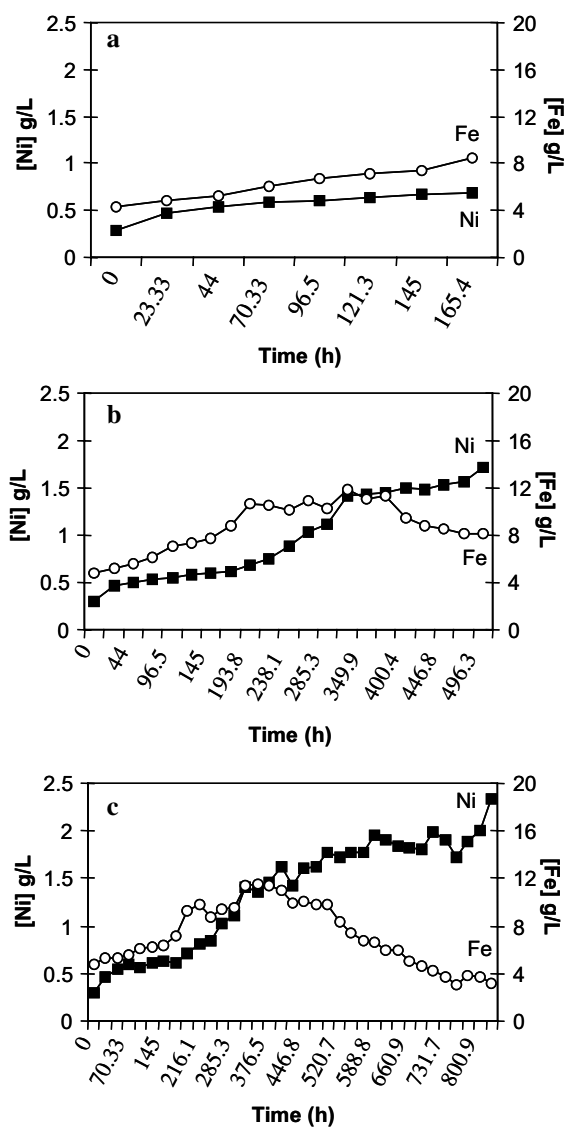 a
[Ni] g/L
[Fe] g/L
2.5
2
1.5
1
0.5
0
20
16
12
8
4
0
Fe
Ni
0 23.33 44 70.33 96.5 121.3 145 165.4
Time (h)
b
[Ni] g/L
[Fe] g/L
2.5
2
1.5
1
0.5
0
20
16
12
8
4
0
Ni
Fe
0 44 96.5 145 193.8 238.1 285.3 349.9 400.4 446.8 496.3
Time (h)
c
[Ni] g/L
[Fe] g/L
2.5
2
1.5
1
0.5
0
20
16
12
8
4
0
Ni
Fe
0 70.33 145 216.1 285.3 376.5 446.8 520.7 588.8 660.9 731.7 800.9
Time (h)